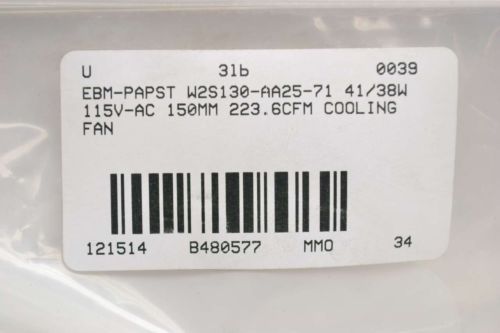 U 3lb 0039
EBM-PAPST W2S130-AA25-71 41/38W
115V-AC 150MM 223.6CFM COOLING
FAN
121514 B480577 MMO 34